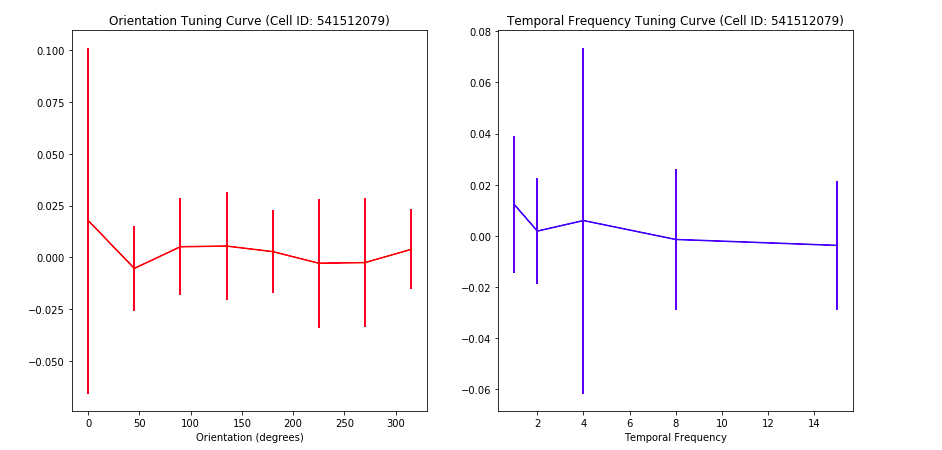 Orientation Tuning Curve (Cell ID: 541512079)
0.100
0.075
0.050
0.025
0.000
−0.025
−0.050
0 50 100 150 200 250 300
Orientation (degrees)
Temporal Frequency Tuning Curve (Cell ID: 541512079)
0.08
0.06
0.04
0.02
0.00
−0.02
−0.04
−0.06
2 4 6 8 10 12 14
Temporal Frequency